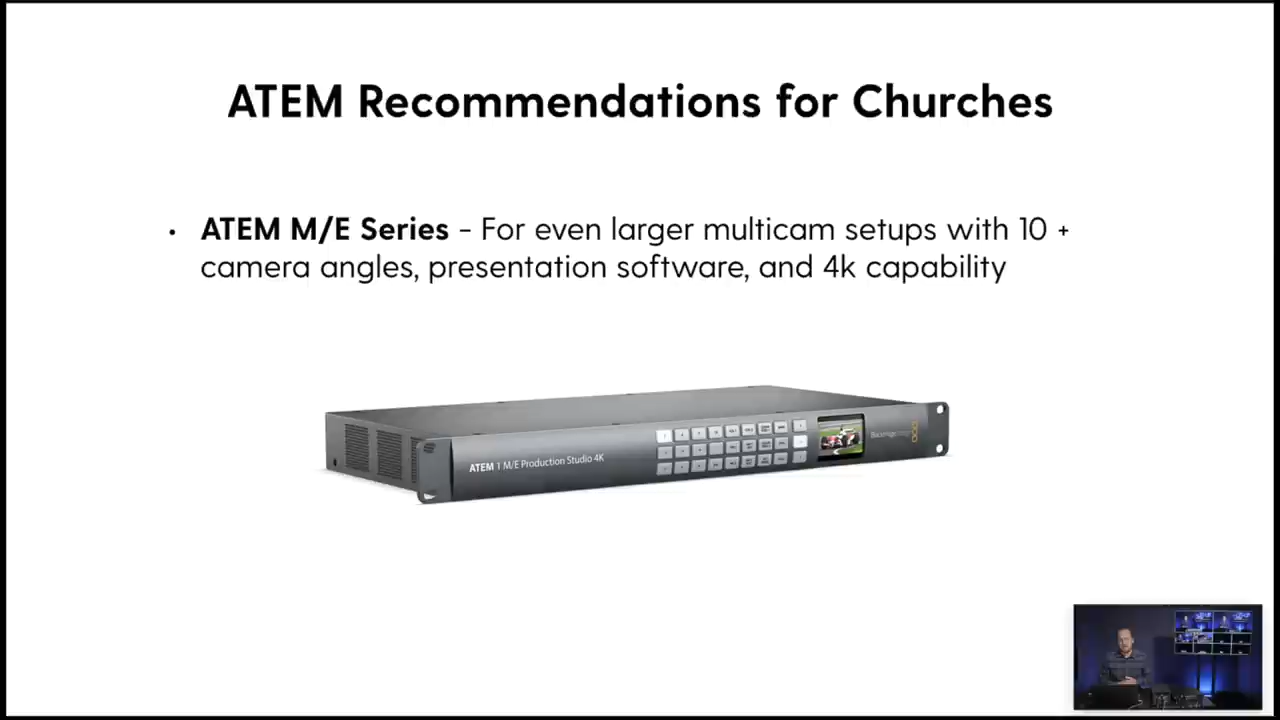 ATEM Recommendations for Churches
• ATEM M/E Series - For even larger multicam setups with 10 +
camera angles, presentation software, and 4k capability
ATEM 1 M/E Production Studio 4K
Blackmagicdesign